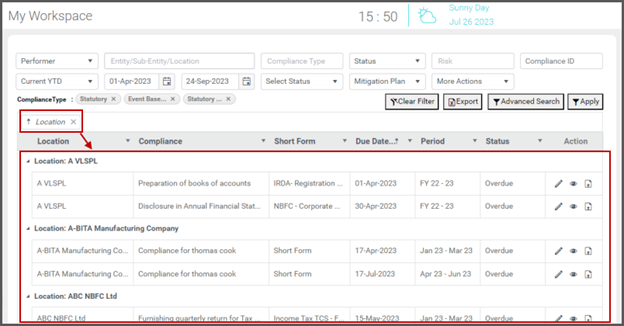 My Workspace
15 : 50
Sunny Day
Jul 26 2023
Performer Entity/Sub-Entity/Location Compliance Type Status Risk Compliance ID
Current YTD 01-Apr-2023 24-Sep-2023 Select Status Mitigation Plan More Actions
ComplianceType : Statutory × Event Base... × Statutory ... ×
Clear Filter Export Advanced Search Apply
↑ Location ×
Location Compliance Short Form Due Date...↑ Period Status Action
Location: A VLSPL
A VLSPL Preparation of books of accounts IRDA- Registration ... 01-Apr-2023 FY 22 - 23 Overdue
A VLSPL Disclosure in Annual Financial Stat... NBFC - Corporate ... 30-Apr-2023 FY 22 - 23 Overdue
Location: A-BITA Manufacturing Company
A-BITA Manufacturing Co... Compliance for thomas cook Short Form 17-Apr-2023 Jan 23 - Mar 23 Overdue
A-BITA Manufacturing Co... Compliance for thomas cook Short Form 17-Jul-2023 Apr 23 - Jun 23 Overdue
Location: ABC NBFC Ltd
ABC NBFC Ltd Furnishing quarterly return for Tax ... Income Tax TCS - F... 15-May-2023 Jan 23 - Mar 23 Overdue